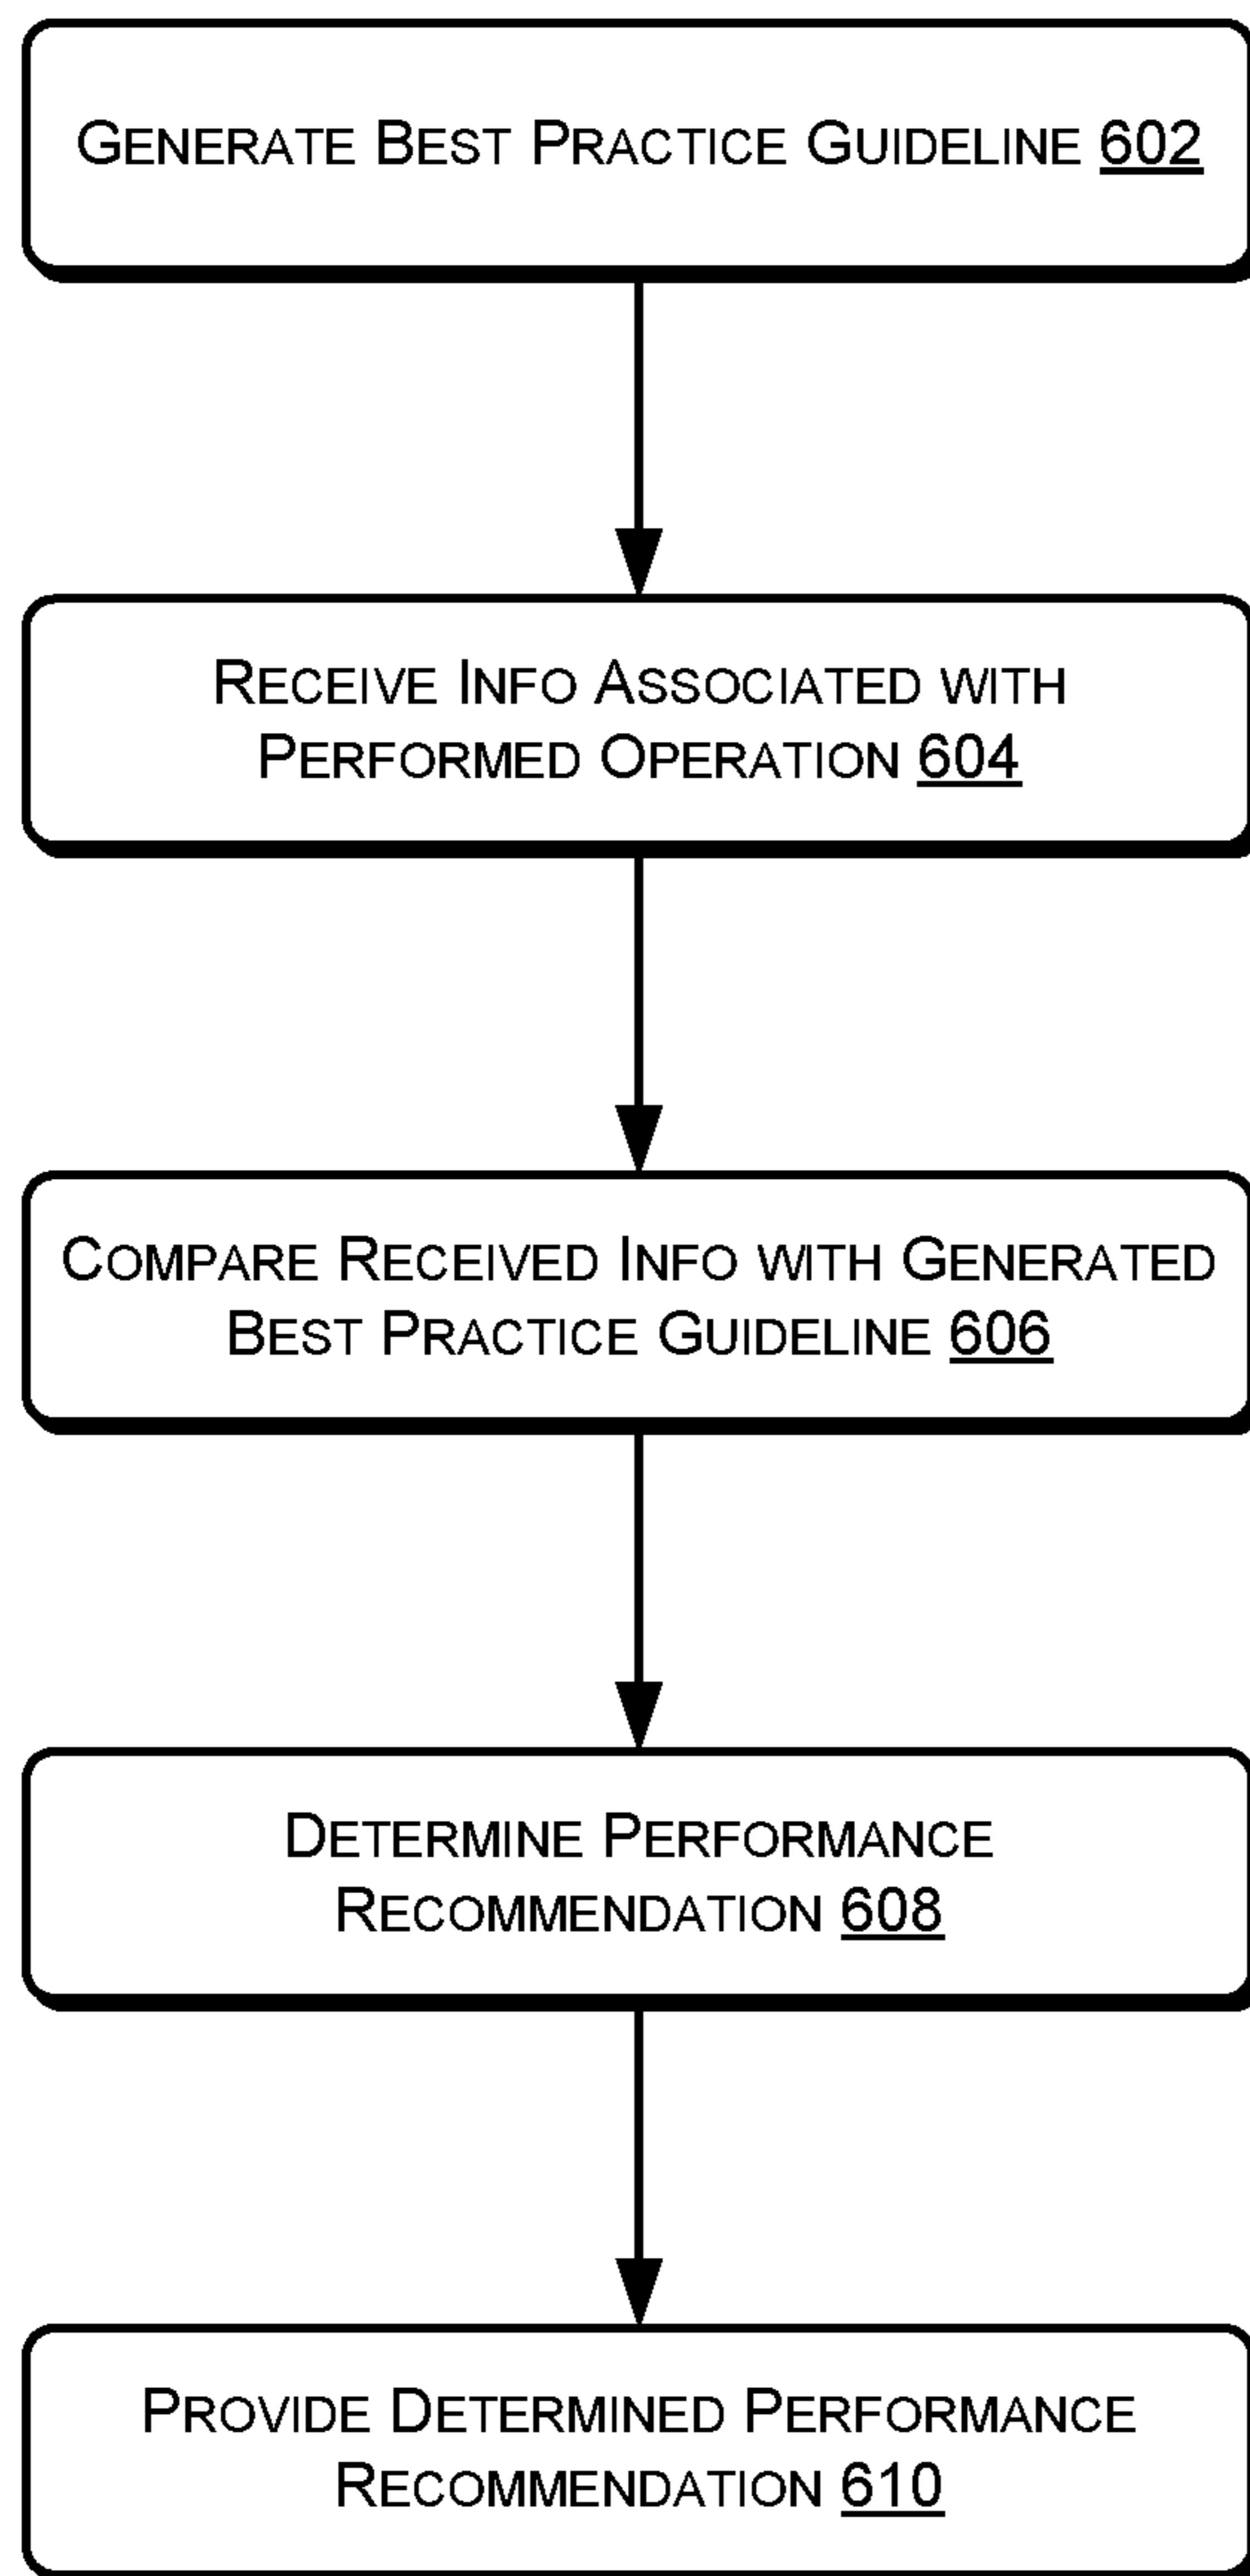 GENERATE BEST PRACTICE GUIDELINE 602
RECEIVE INFO ASSOCIATED WITH
PERFORMED OPERATION 604
COMPARE RECEIVED INFO WITH GENERATED
BEST PRACTICE GUIDELINE 606
DETERMINE PERFORMANCE
RECOMMENDATION 608
PROVIDE DETERMINED PERFORMANCE
RECOMMENDATION 610